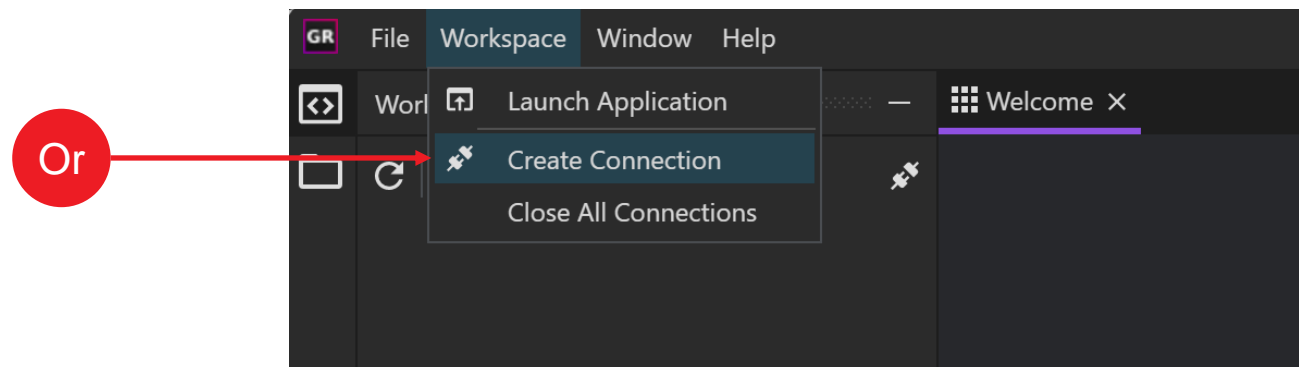 GR File Workspace Window Help
Worl
Launch Application
Welcome
Or
Create Connection
Close All Connections